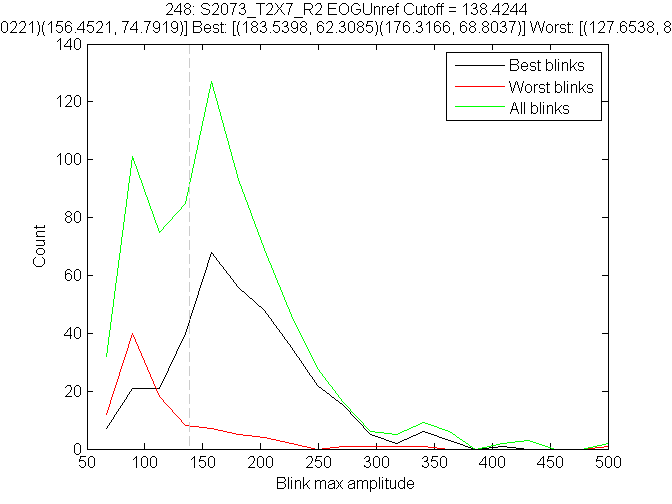 248: S2073_T2X7_R2 EOGUnref Cutoff = 138.4244
0221)(156.4521, 74.7919)] Best: [(183.5398, 62.3085)(176.3166, 68.8037)] Worst: [(127.6538, 8
140
120
100
80
60
40
20
0
Count
Best blinks
Worst blinks
All blinks
50 100 150 200 250 300 350 400 450 500
Blink max amplitude